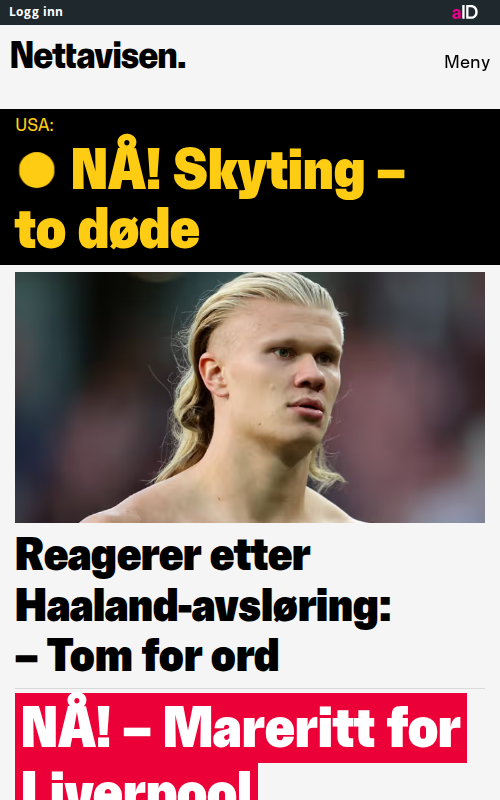 Logg inn
aID
Nettavisen.
Meny
USA:
NÅ! Skyting –
to døde
Reagerer etter
Haaland-avsløring:
– Tom for ord
NÅ! – Mareritt for
Liverpool